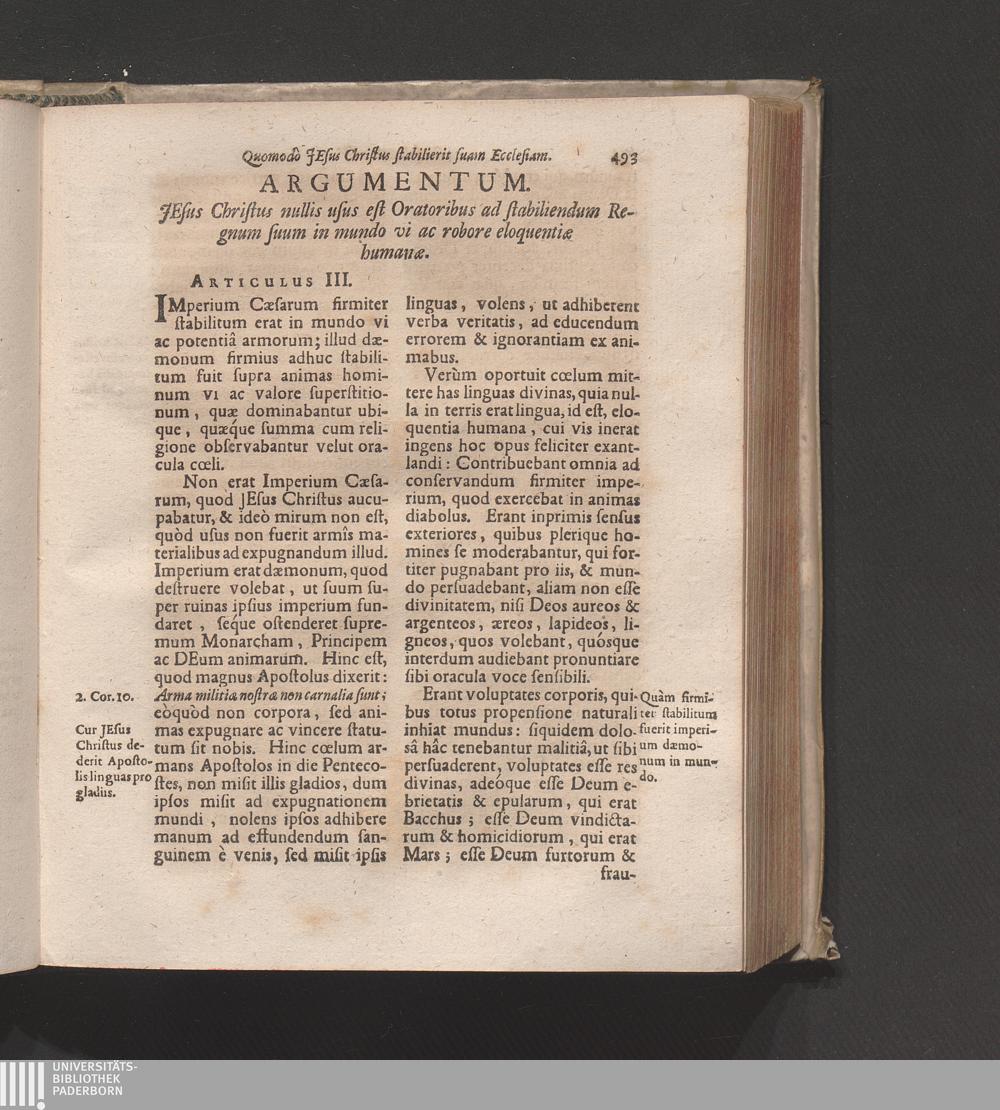 Quomodò JEsus Christus stabilierit suam Ecclesiam. 493
ARGUMENTUM.
JEsus Christus nullis usus est Oratoribus ad stabiliendum Re-
gnum suum in mundo vi ac robore eloquentiæ
humanæ.
ARTICULUS III.
IMperium Cæsarum firmiter
stabilitum erat in mundo vi
ac potentiâ armorum; illud dæ-
monum firmius adhuc stabili-
tum fuit supra animas homi-
num vi ac valore superstitio-
num, quæ dominabantur ubi-
que, quæque summa cum reli-
gione observabantur velut ora-
cula cœli.
Non erat Imperium Cæsa-
rum, quod JEsus Christus aucu-
pabatur, & ideò mirum non est,
quòd usus non fuerit armîs ma-
terialibus ad expugnandum illud.
Imperium erat dæmonum, quod
destruere volebat, ut suum su-
per ruinas ipsius imperium fun-
daret, seque ostenderet supre-
mum Monarcham, Principem
ac DEum animarum. Hinc est,
quod magnus Apostolus dixerit:
Arma militiæ nostræ non carnalia sunt;
eòquòd non corpora, sed ani-
mas expugnare ac vincere statu-
tum sit nobis. Hinc cœlum ar-
mans Apostolos in die Penteco-
stes, non misit illis gladios, dum
ipsos misit ad expugnationem
mundi, nolens ipsos adhibere
manum ad effundendum san-
guinem è venis, sed misit ipsis
2. Cor. 10.
Cur JEsus
Christus de-
derit Aposto-
lis linguas pro
gladiis.
linguas, volens, ut adhiberent
verba veritatis, ad educendum
errorem & ignorantiam ex ani-
mabus.
Verùm oportuit cœlum mit-
tere has linguas divinas, quia nul-
la in terris erat lingua, id est, elo-
quentia humana, cui vis inerat
ingens hoc opus feliciter exant-
landi: Contribuebant omnia ad
conservandum firmiter impe-
rium, quod exercebat in animas
diabolus. Erant inprimis sensus
exteriores, quibus plerique ho-
mines se moderabantur, qui for-
titer pugnabant pro iis, & mun-
do persuadebant, aliam non esse
divinitatem, nisi Deos aureos &
argenteos, æreos, lapideos, li-
gneos, quos volebant, quósque
interdum audiebant pronuntiare
sibi oracula voce sensibili.
Erant voluptates corporis, qui-
bus totus propensione naturali
inhiat mundus: siquidem dolo-
sâ hâc tenebantur malitiâ, ut sibi
persuaderent, voluptates esse res
divinas, adeóque esse Deum e-
brietatis & epularum, qui erat
Bacchus; esse Deum vindicta-
rum & homicidiorum, qui erat
Mars; esse Deum furtorum &
frau-
Quàm firmi-
ter stabilitum
fuerit imperi-
um dæmo-
num in mun-
do.
UNIVERSITÄTS-
BIBLIOTHEK
PADERBORN